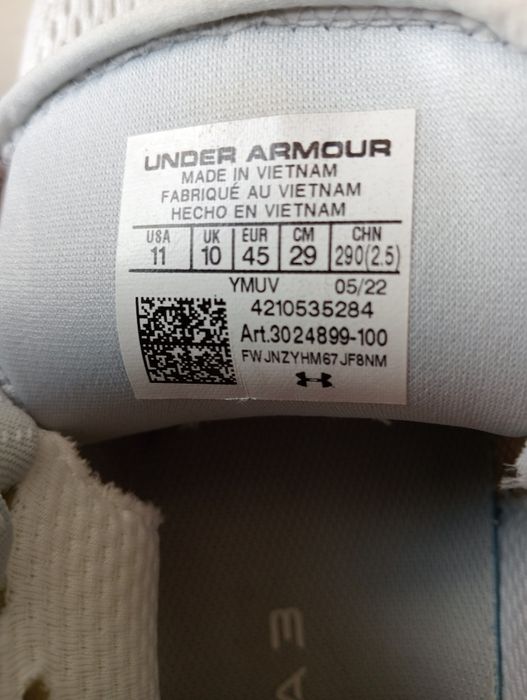 UNDER ARMOUR
MADE IN VIETNAM
FABRIQUÉ AU VIETNAM
HECHO EN VIETNAM
USA UK EUR CM CHN
11 10 45 29 290(2.5)
YMUV 05/22
4210535284
Art.3024899-100
FWJNZYHM67JF8NM